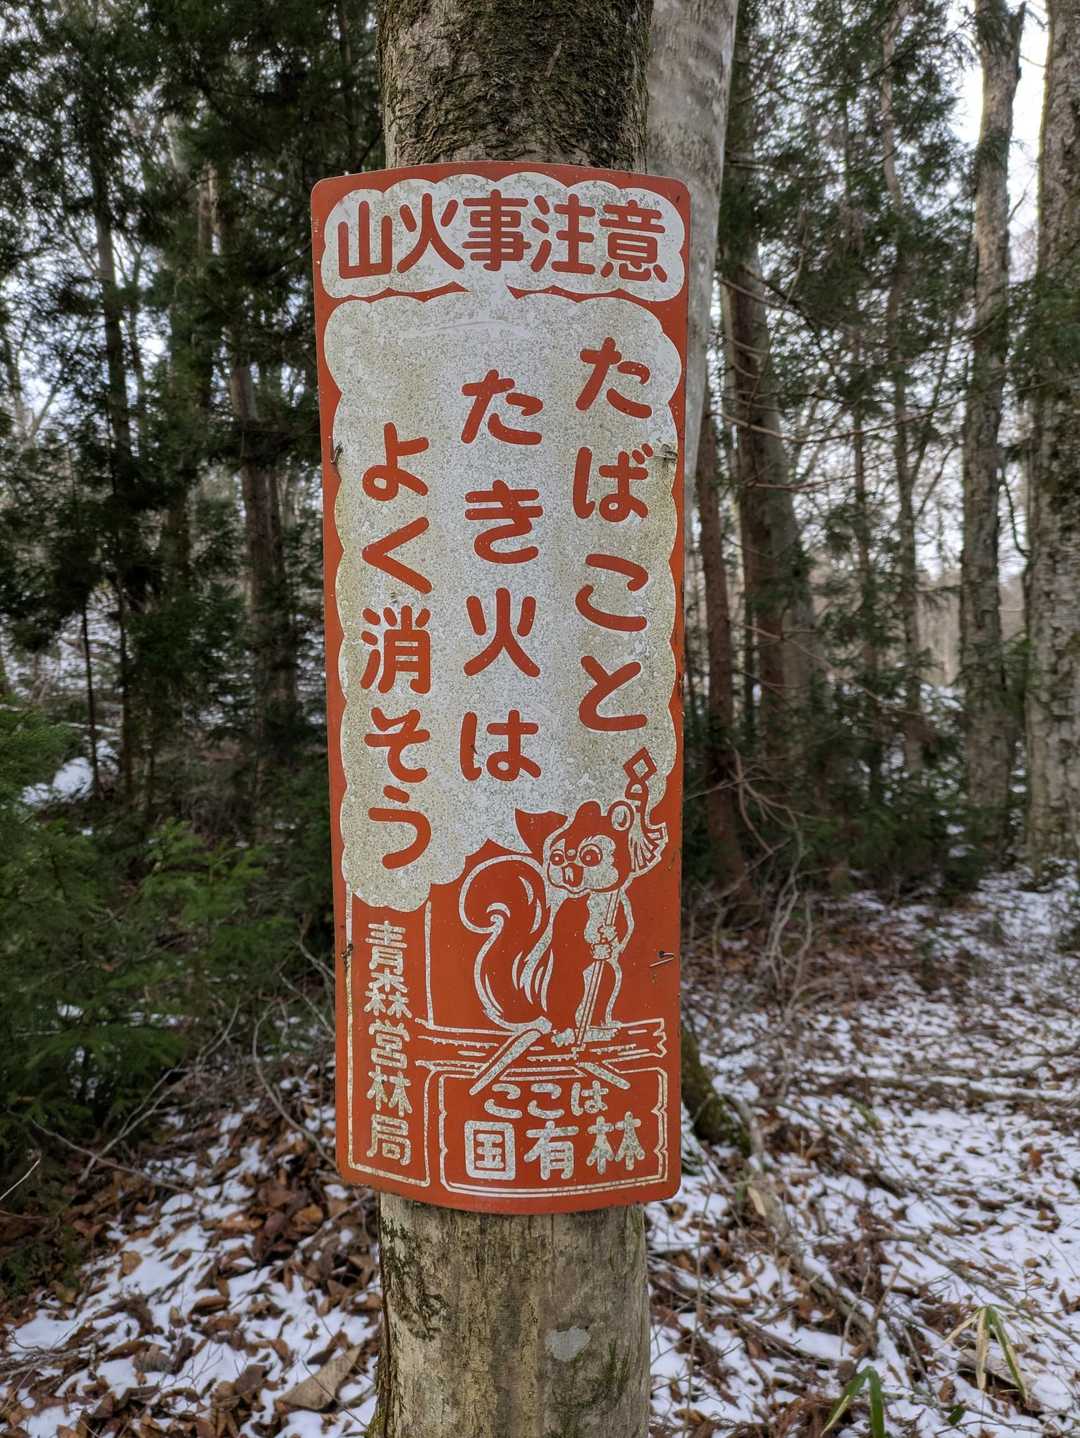 山火事注意
たばこと
たき火は
よく消そう
青森営林局
ここは
国有林